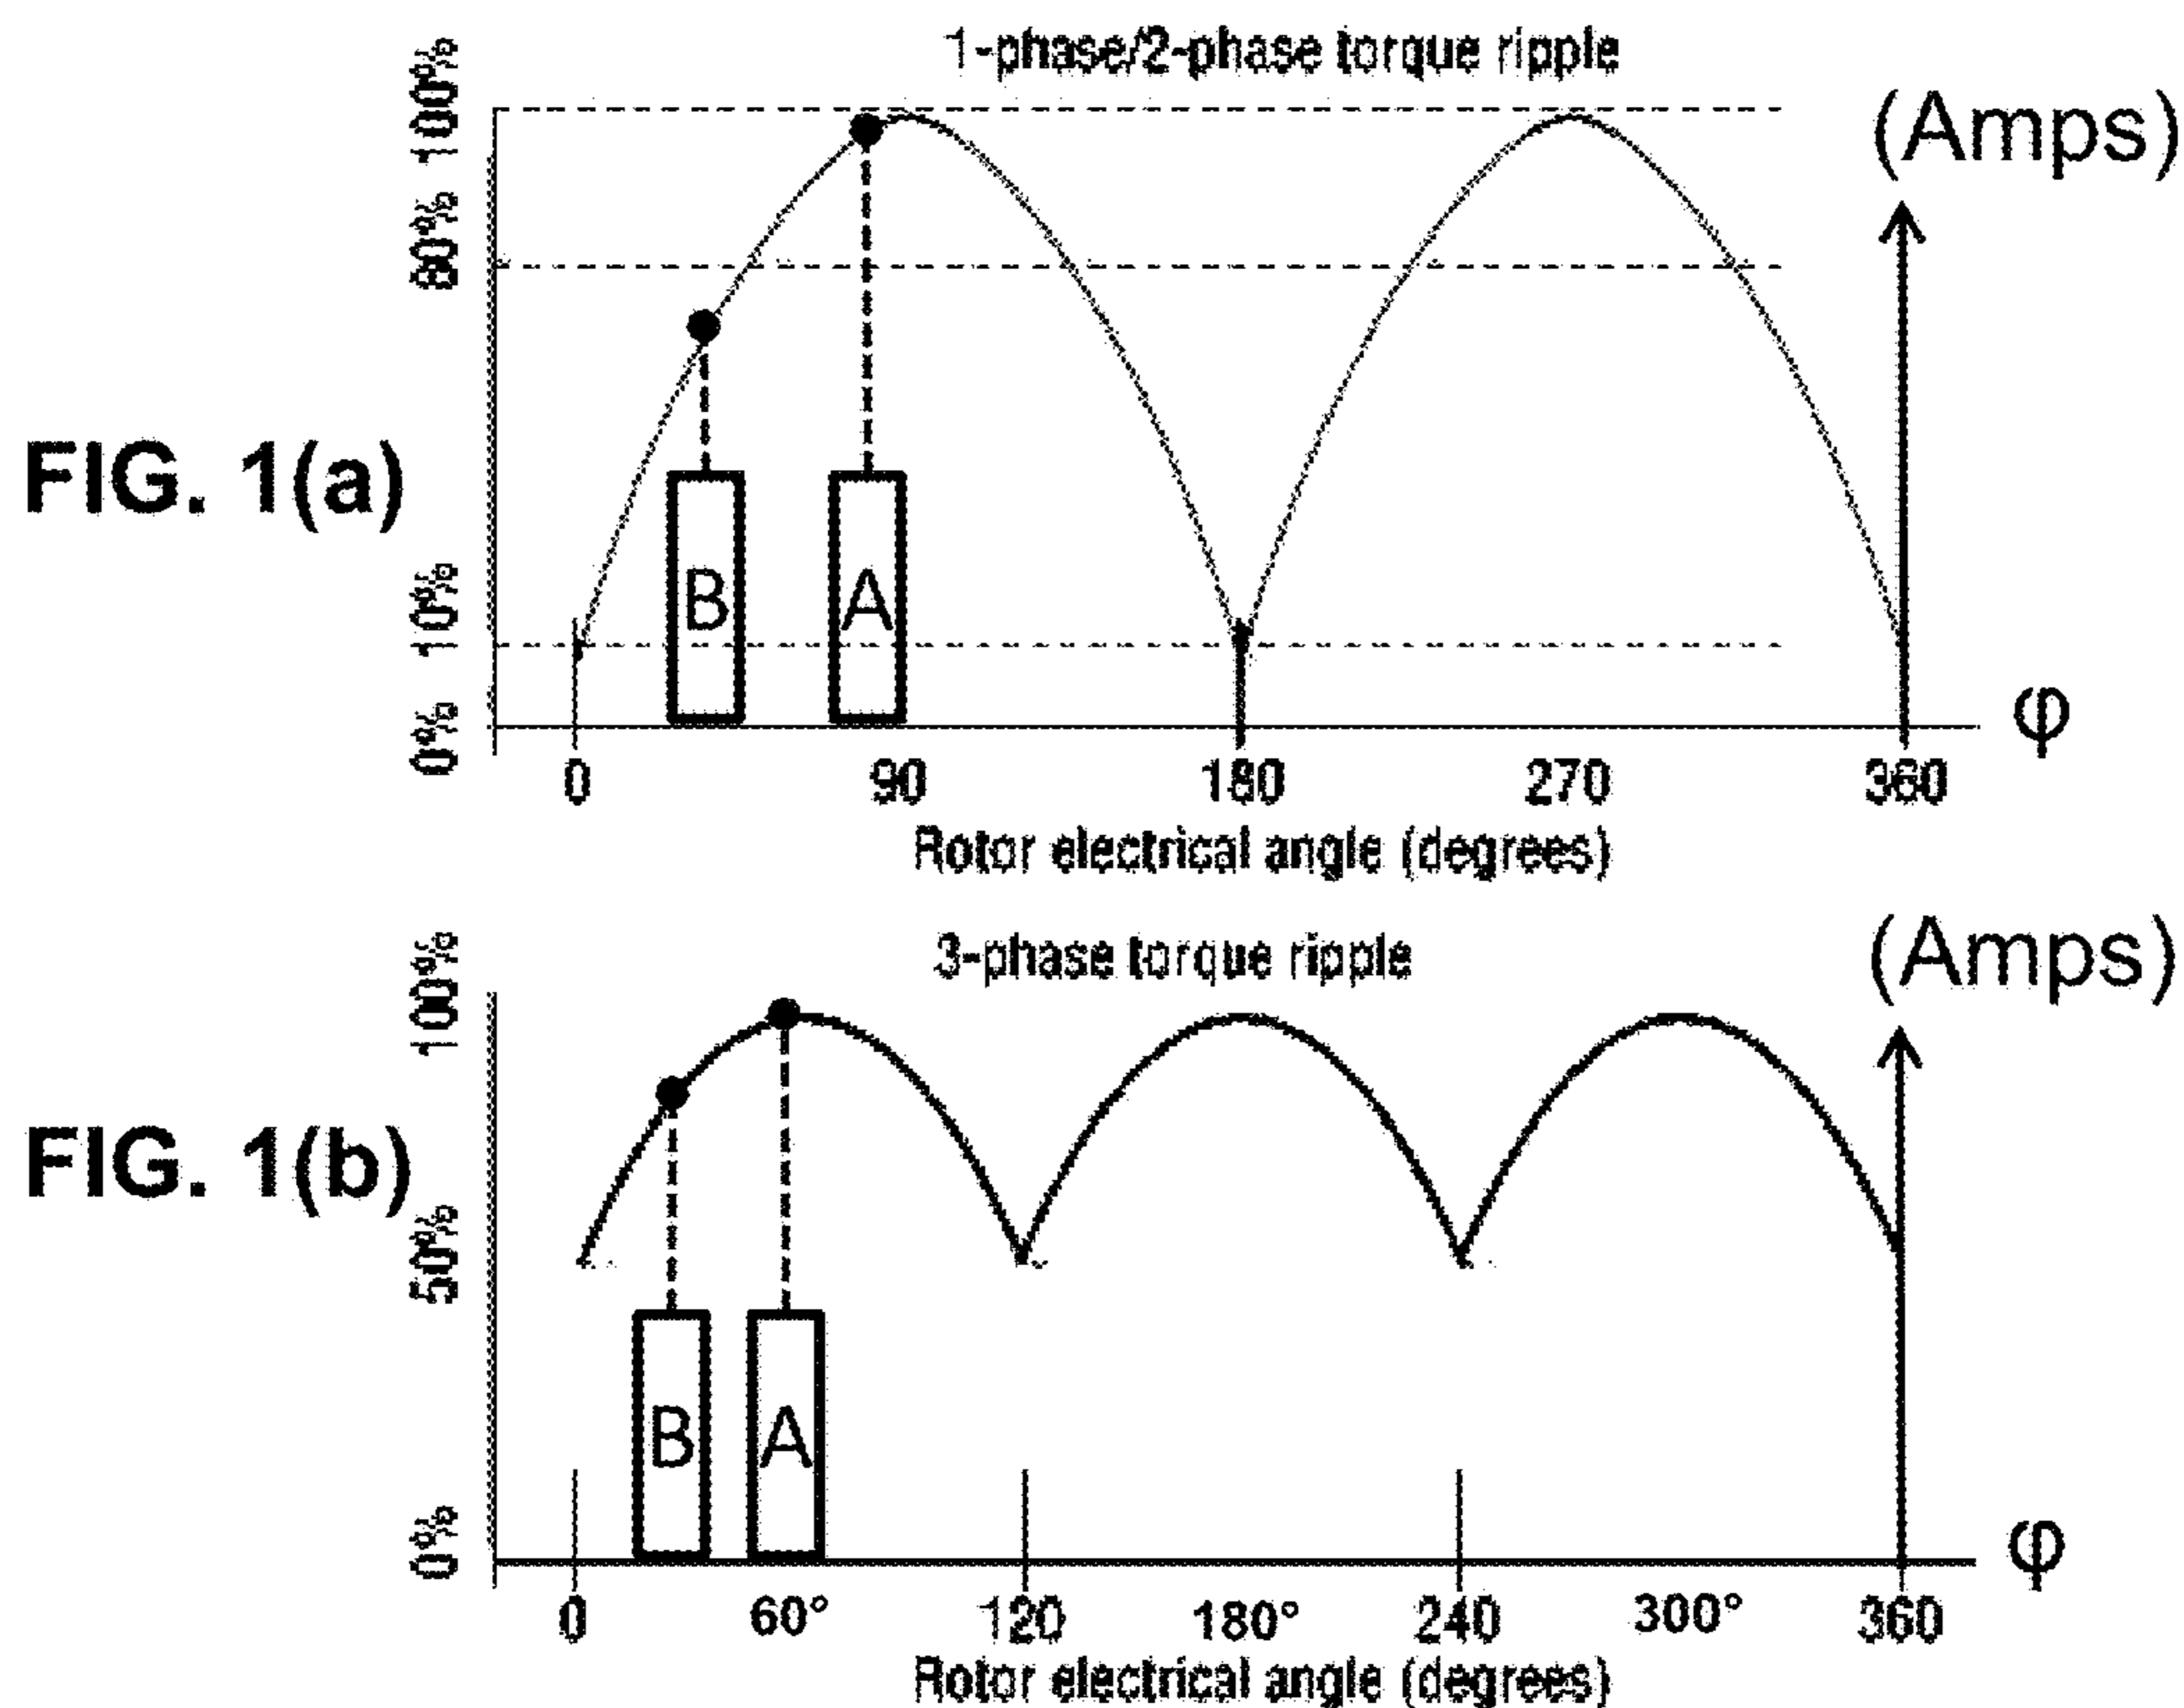 1-phase/2-phase torque ripple
(Amps)
100%
80%
10%
0%
FIG. 1(a)
B
A
φ
0 90 180 270 360
Rotor electrical angle (degrees)
3-phase torque ripple
(Amps)
100%
50%
0%
FIG. 1(b)
B
A
φ
0 60° 120 180° 240 300° 360
Rotor electrical angle (degrees)